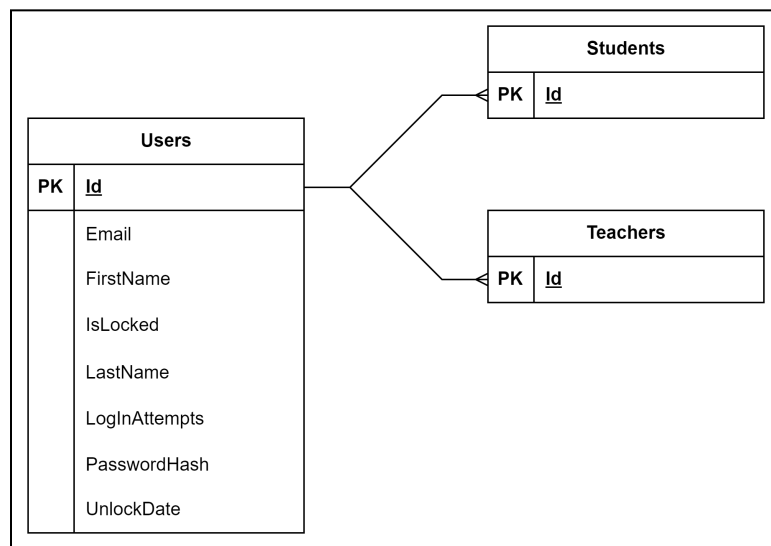 Users
PK Id
Email
FirstName
IsLocked
LastName
LogInAttempts
PasswordHash
UnlockDate
Students
PK Id
Teachers
PK Id